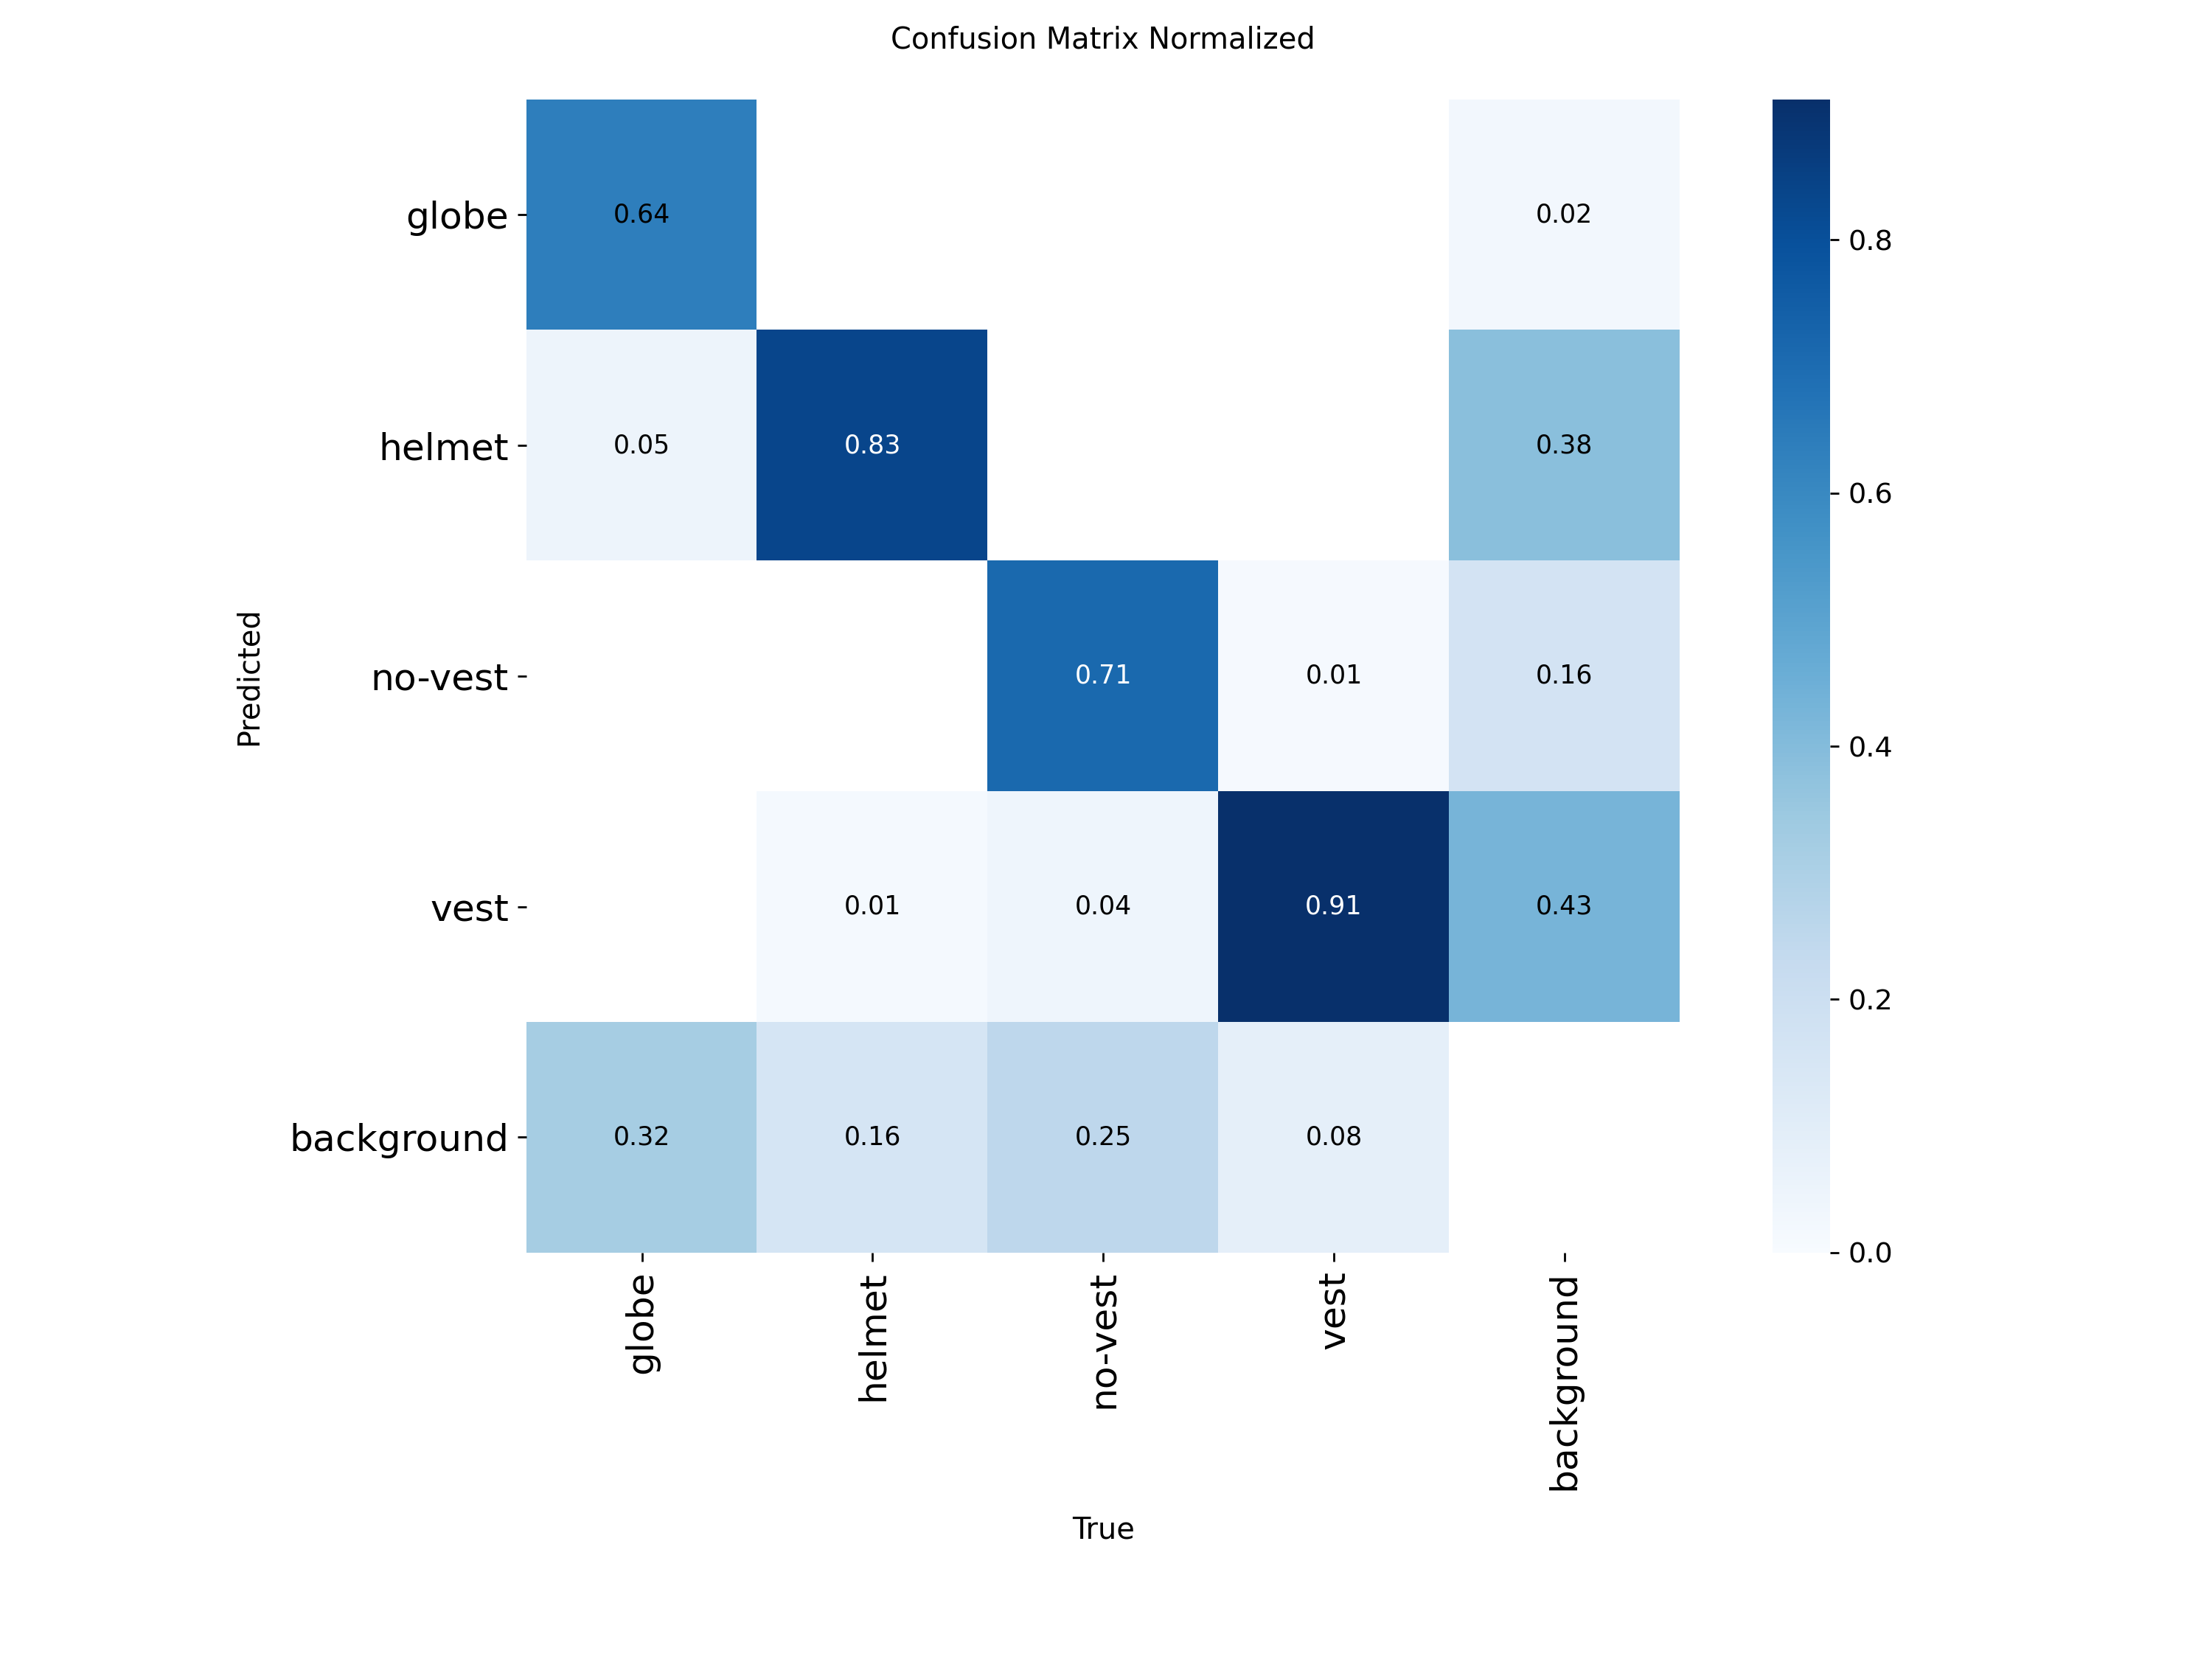 Confusion Matrix Normalized
globe 0.64 0.02
helmet 0.05 0.83 0.38
no-vest 0.71 0.01 0.16
vest 0.01 0.04 0.91 0.43
background 0.32 0.16 0.25 0.08
Predicted
globe helmet no-vest vest background
True
0.8
0.6
0.4
0.2
0.0